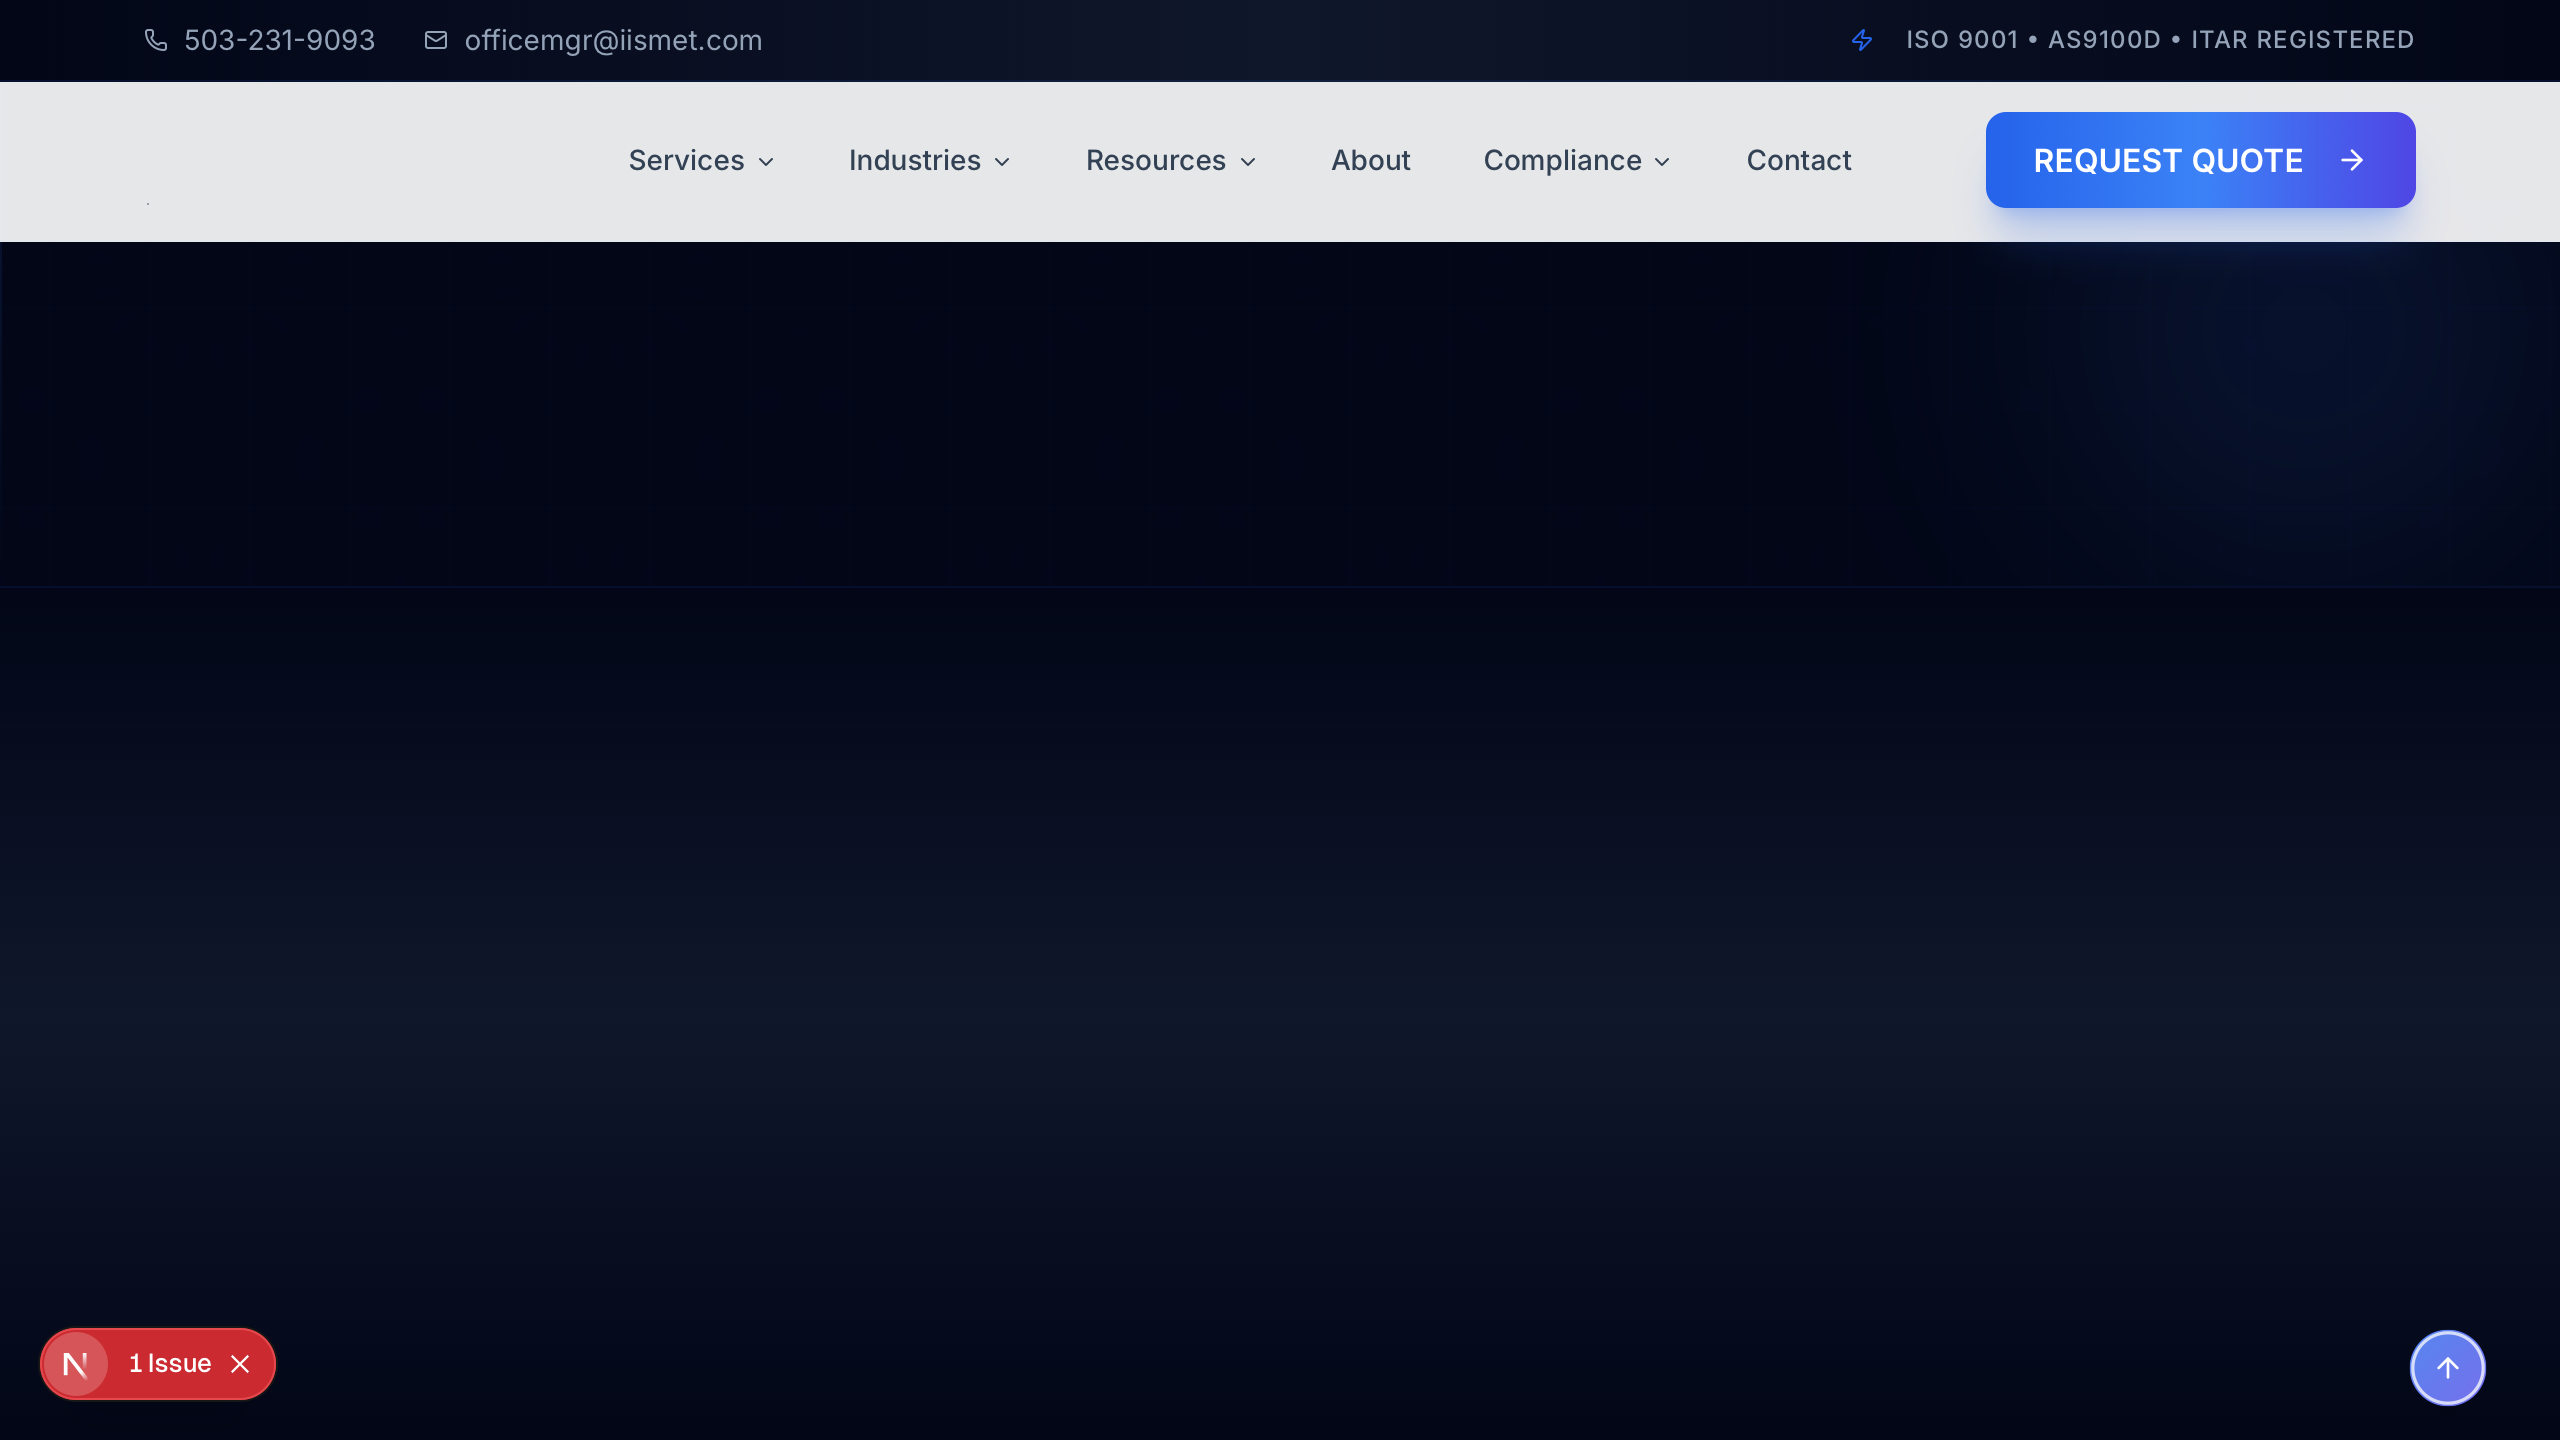 503-231-9093
officemgr@iismet.com
ISO 9001 • AS9100D • ITAR REGISTERED
Services
Industries
Resources
About
Compliance
Contact
REQUEST QUOTE
N
1 Issue